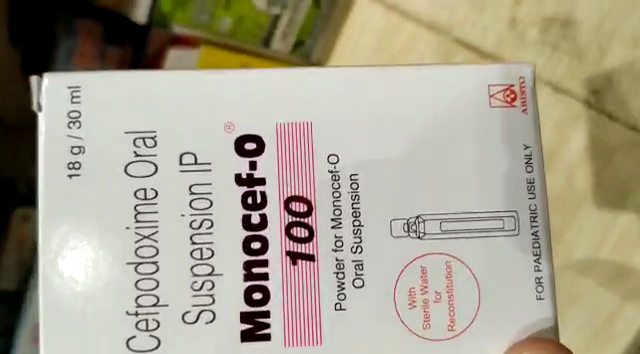 18 g / 30 ml
Cefpodoxime Oral
Suspension IP
Monocef-O®
100
Powder for Monocef-O
Oral Suspension
With
Sterile Water
for
Reconstitution
ARISTO
FOR PAEDIATRIC USE ONLY